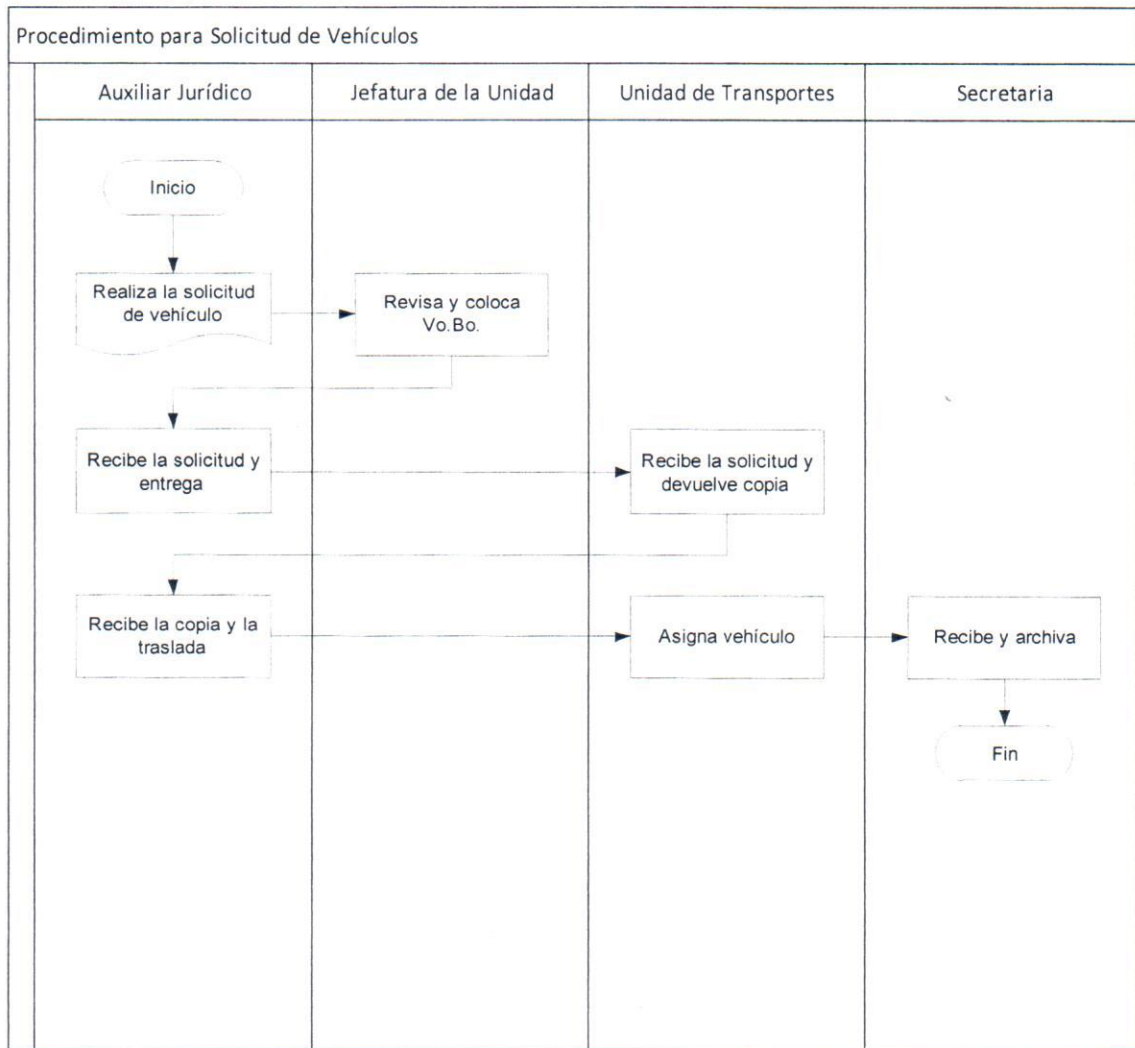 Procedimiento para Solicitud de Vehículos
Auxiliar Jurídico
Jefatura de la Unidad
Unidad de Transportes
Secretaria
Inicio
Realiza la solicitud
de vehículo
Revisa y coloca
Vo.Bo.
Recibe la solicitud y
entrega
Recibe la solicitud y
devuelve copia
Recibe la copia y la
traslada
Asigna vehículo
Recibe y archiva
Fin